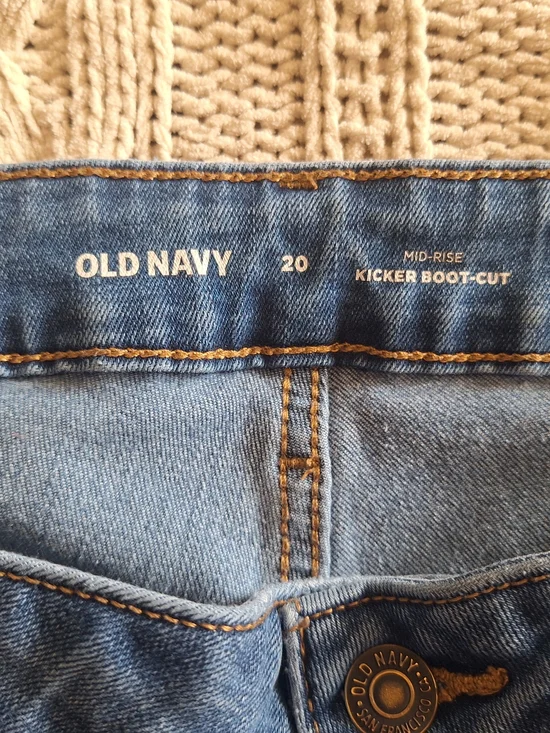 OLD NAVY
20
MID-RISE
KICKER BOOT-CUT
OLD NAVY
SAN FRANCISCO CA